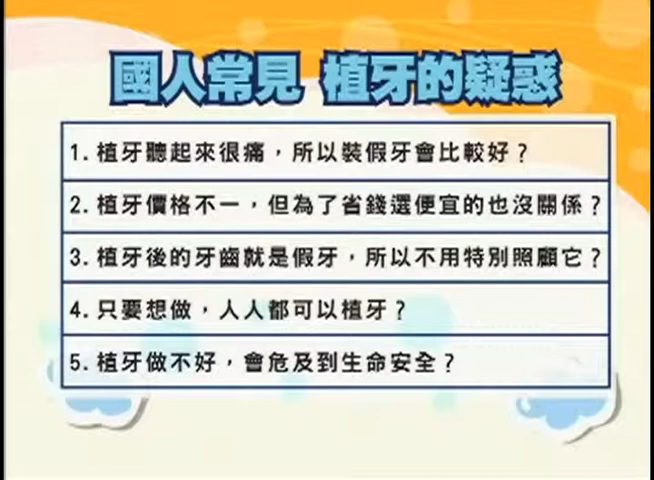 國人常見 植牙的疑惑
1. 植牙聽起來很痛，所以裝假牙會比較好？
2. 植牙價格不一，但為了省錢選便宜的也沒關係？
3. 植牙後的牙齒就是假牙，所以不用特別照顧它？
4. 只要想做，人人都可以植牙？
5. 植牙做不好，會危及到生命安全？